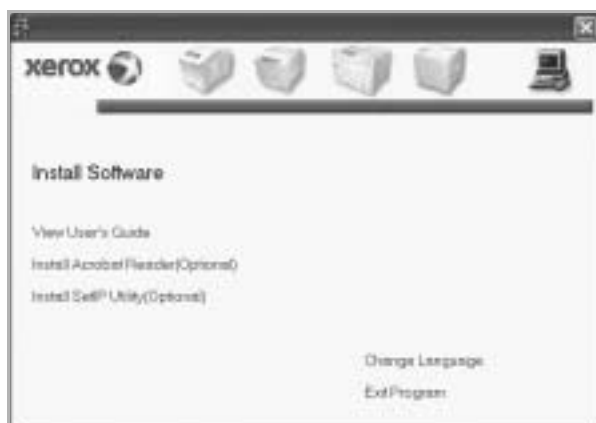 xerox
Install Software
View User's Guide
Install Acrobat Reader(Optional)
Install SetIP Utility(Optional)
Change Language
Exit Program